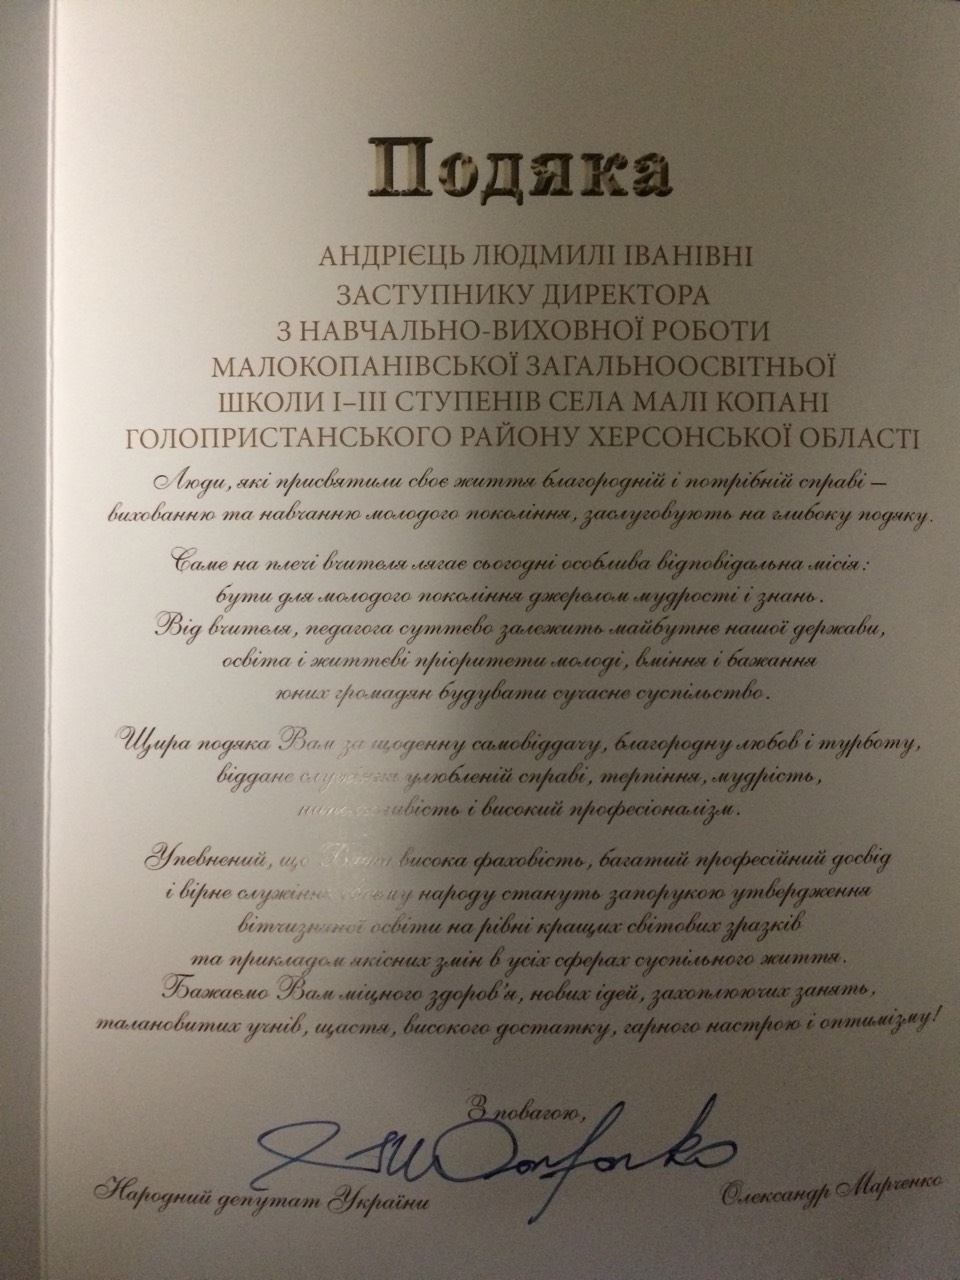 Подяка
АНДРІЄЦЬ ЛЮДМИЛІ ІВАНІВНІ
ЗАСТУПНИКУ ДИРЕКТОРА
З НАВЧАЛЬНО-ВИХОВНОЇ РОБОТИ
МАЛОКОПАНІВСЬКОЇ ЗАГАЛЬНООСВІТНЬОЇ
ШКОЛИ І–ІІІ СТУПЕНІВ СЕЛА МАЛІ КОПАНІ
ГОЛОПРИСТАНСЬКОГО РАЙОНУ ХЕРСОНСЬКОЇ ОБЛАСТІ
Люди, які присвятили своє життя благородній і потрібній справі –
вихованню та навчанню молодого покоління, заслуговують на глибоку подяку.
Саме на плечі вчителя лягає сьогодні особлива відповідальна місія:
бути для молодого покоління джерелом мудрості і знань.
Від вчителя, педагога суттєво залежить майбутнє нашої держави,
освіта і життєві пріоритети молоді, вміння і бажання
юних громадян будувати сучасне суспільство.
Щира подяка Вам за щоденну самовіддачу, благородну любов і турботу,
віддане служіння улюбленій справі, терпіння, мудрість,
і високий професіоналізм.
Упевнений, що Ваша висока фаховість, багатий професійний досвід
і вірне служіння своєму народу стануть запорукою утвердження
вітчизняної освіти на рівні кращих світових зразків
та прикладом якісних змін в усіх сферах суспільного життя.
Бажаємо Вам міцного здоров'я, нових ідей, захоплюючих занять,
талановитих учнів, щастя, високого достатку, гарного настрою і оптимізму!
З повагою,
Народний депутат України
Олександр Марченко